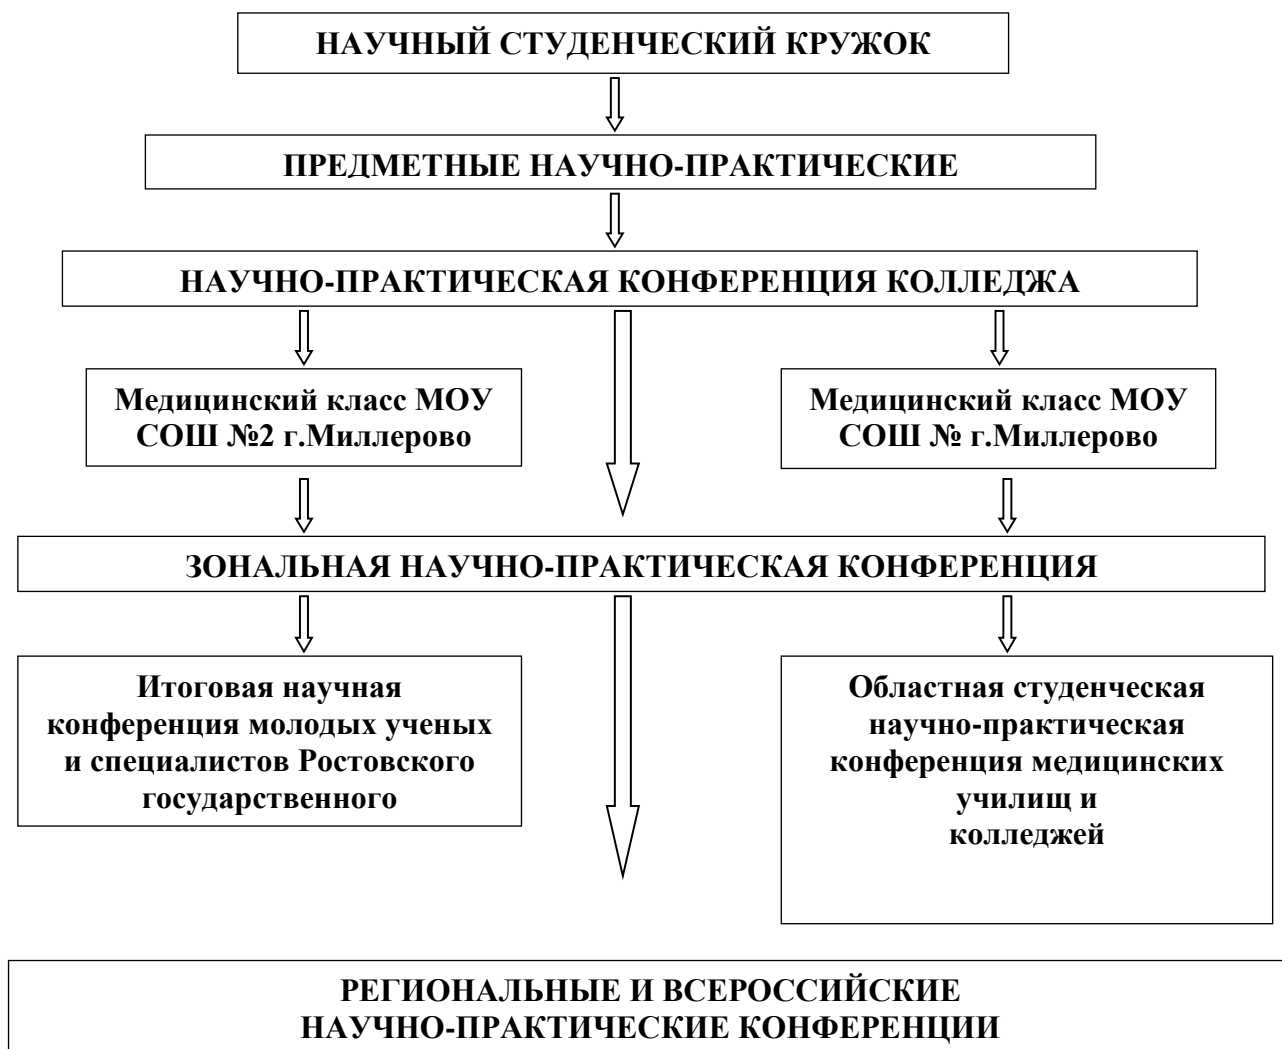 НАУЧНЫЙ СТУДЕНЧЕСКИЙ КРУЖОК
ПРЕДМЕТНЫЕ НАУЧНО-ПРАКТИЧЕСКИЕ
НАУЧНО-ПРАКТИЧЕСКАЯ КОНФЕРЕНЦИЯ КОЛЛЕДЖА
Медицинский класс МОУ
СОШ №2 г.Миллерово
Медицинский класс МОУ
СОШ № г.Миллерово
ЗОНАЛЬНАЯ НАУЧНО-ПРАКТИЧЕСКАЯ КОНФЕРЕНЦИЯ
Итоговая научная
конференция молодых ученых
и специалистов Ростовского
государственного
Областная студенческая
научно-практическая
конференция медицинских
училищ и
колледжей
РЕГИОНАЛЬНЫЕ И ВСЕРОССИЙСКИЕ
НАУЧНО-ПРАКТИЧЕСКИЕ КОНФЕРЕНЦИИ